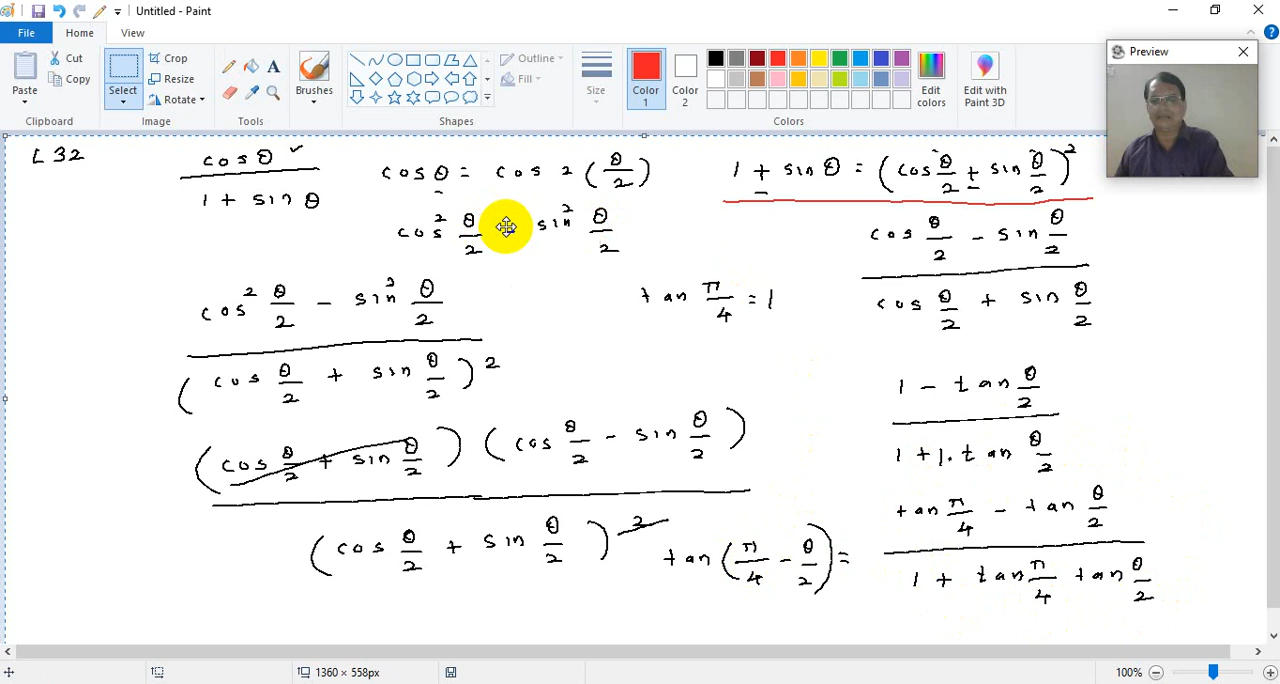 Untitled - Paint
File Home View
Paste Cut Copy
Clipboard
Select Crop Resize Rotate
Image
Tools
Brushes
Shapes
Outline
Fill
Size
Color 1
Color 2
Edit colors
Edit with Paint 3D
Colors
Preview
L 32
cos θ / 1 + sin θ
cos θ = cos 2 (θ/2)
cos² θ/2 sin² θ/2
1 + sin θ = (cos θ/2 + sin θ/2)²
cos θ/2 - sin θ/2 / cos θ/2 + sin θ/2
cos² θ/2 - sin² θ/2 / (cos θ/2 + sin θ/2)²
tan π/4 = 1
1 - tan θ/2 / 1 + 1. tan θ/2
(cos θ/2 + sin θ/2) (cos θ/2 - sin θ/2) / (cos θ/2 + sin θ/2)²
tan (π/4 - θ/2) = tan π/4 - tan θ/2 / 1 + tan π/4 tan θ/2
1360 × 558px
100%